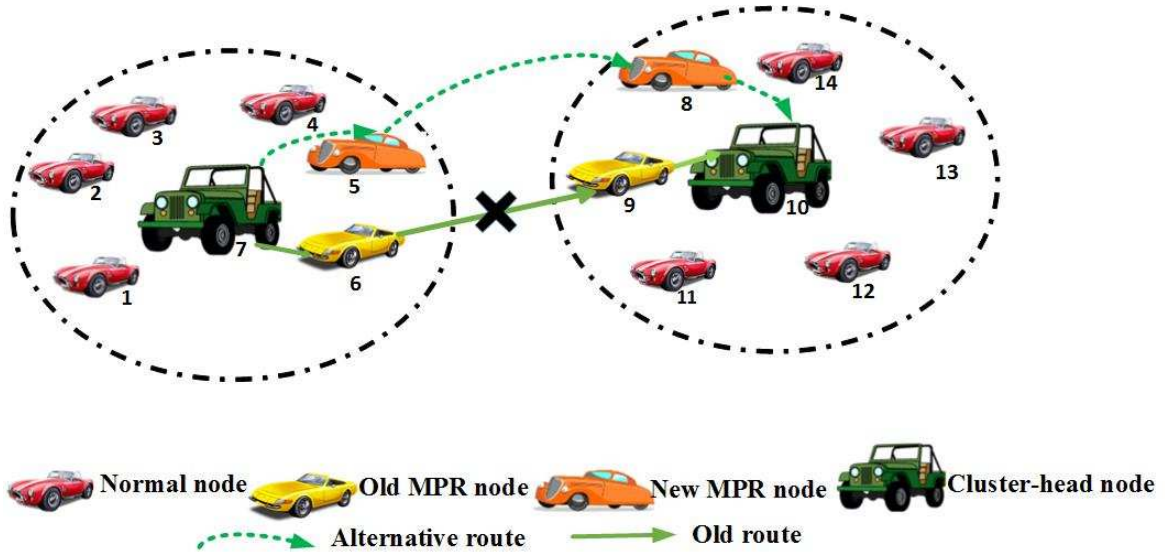 14
8
4
3
13
5
2
9
10
7
6
1
11
12
Normal node
Old MPR node
New MPR node
Cluster-head node
Alternative route
Old route